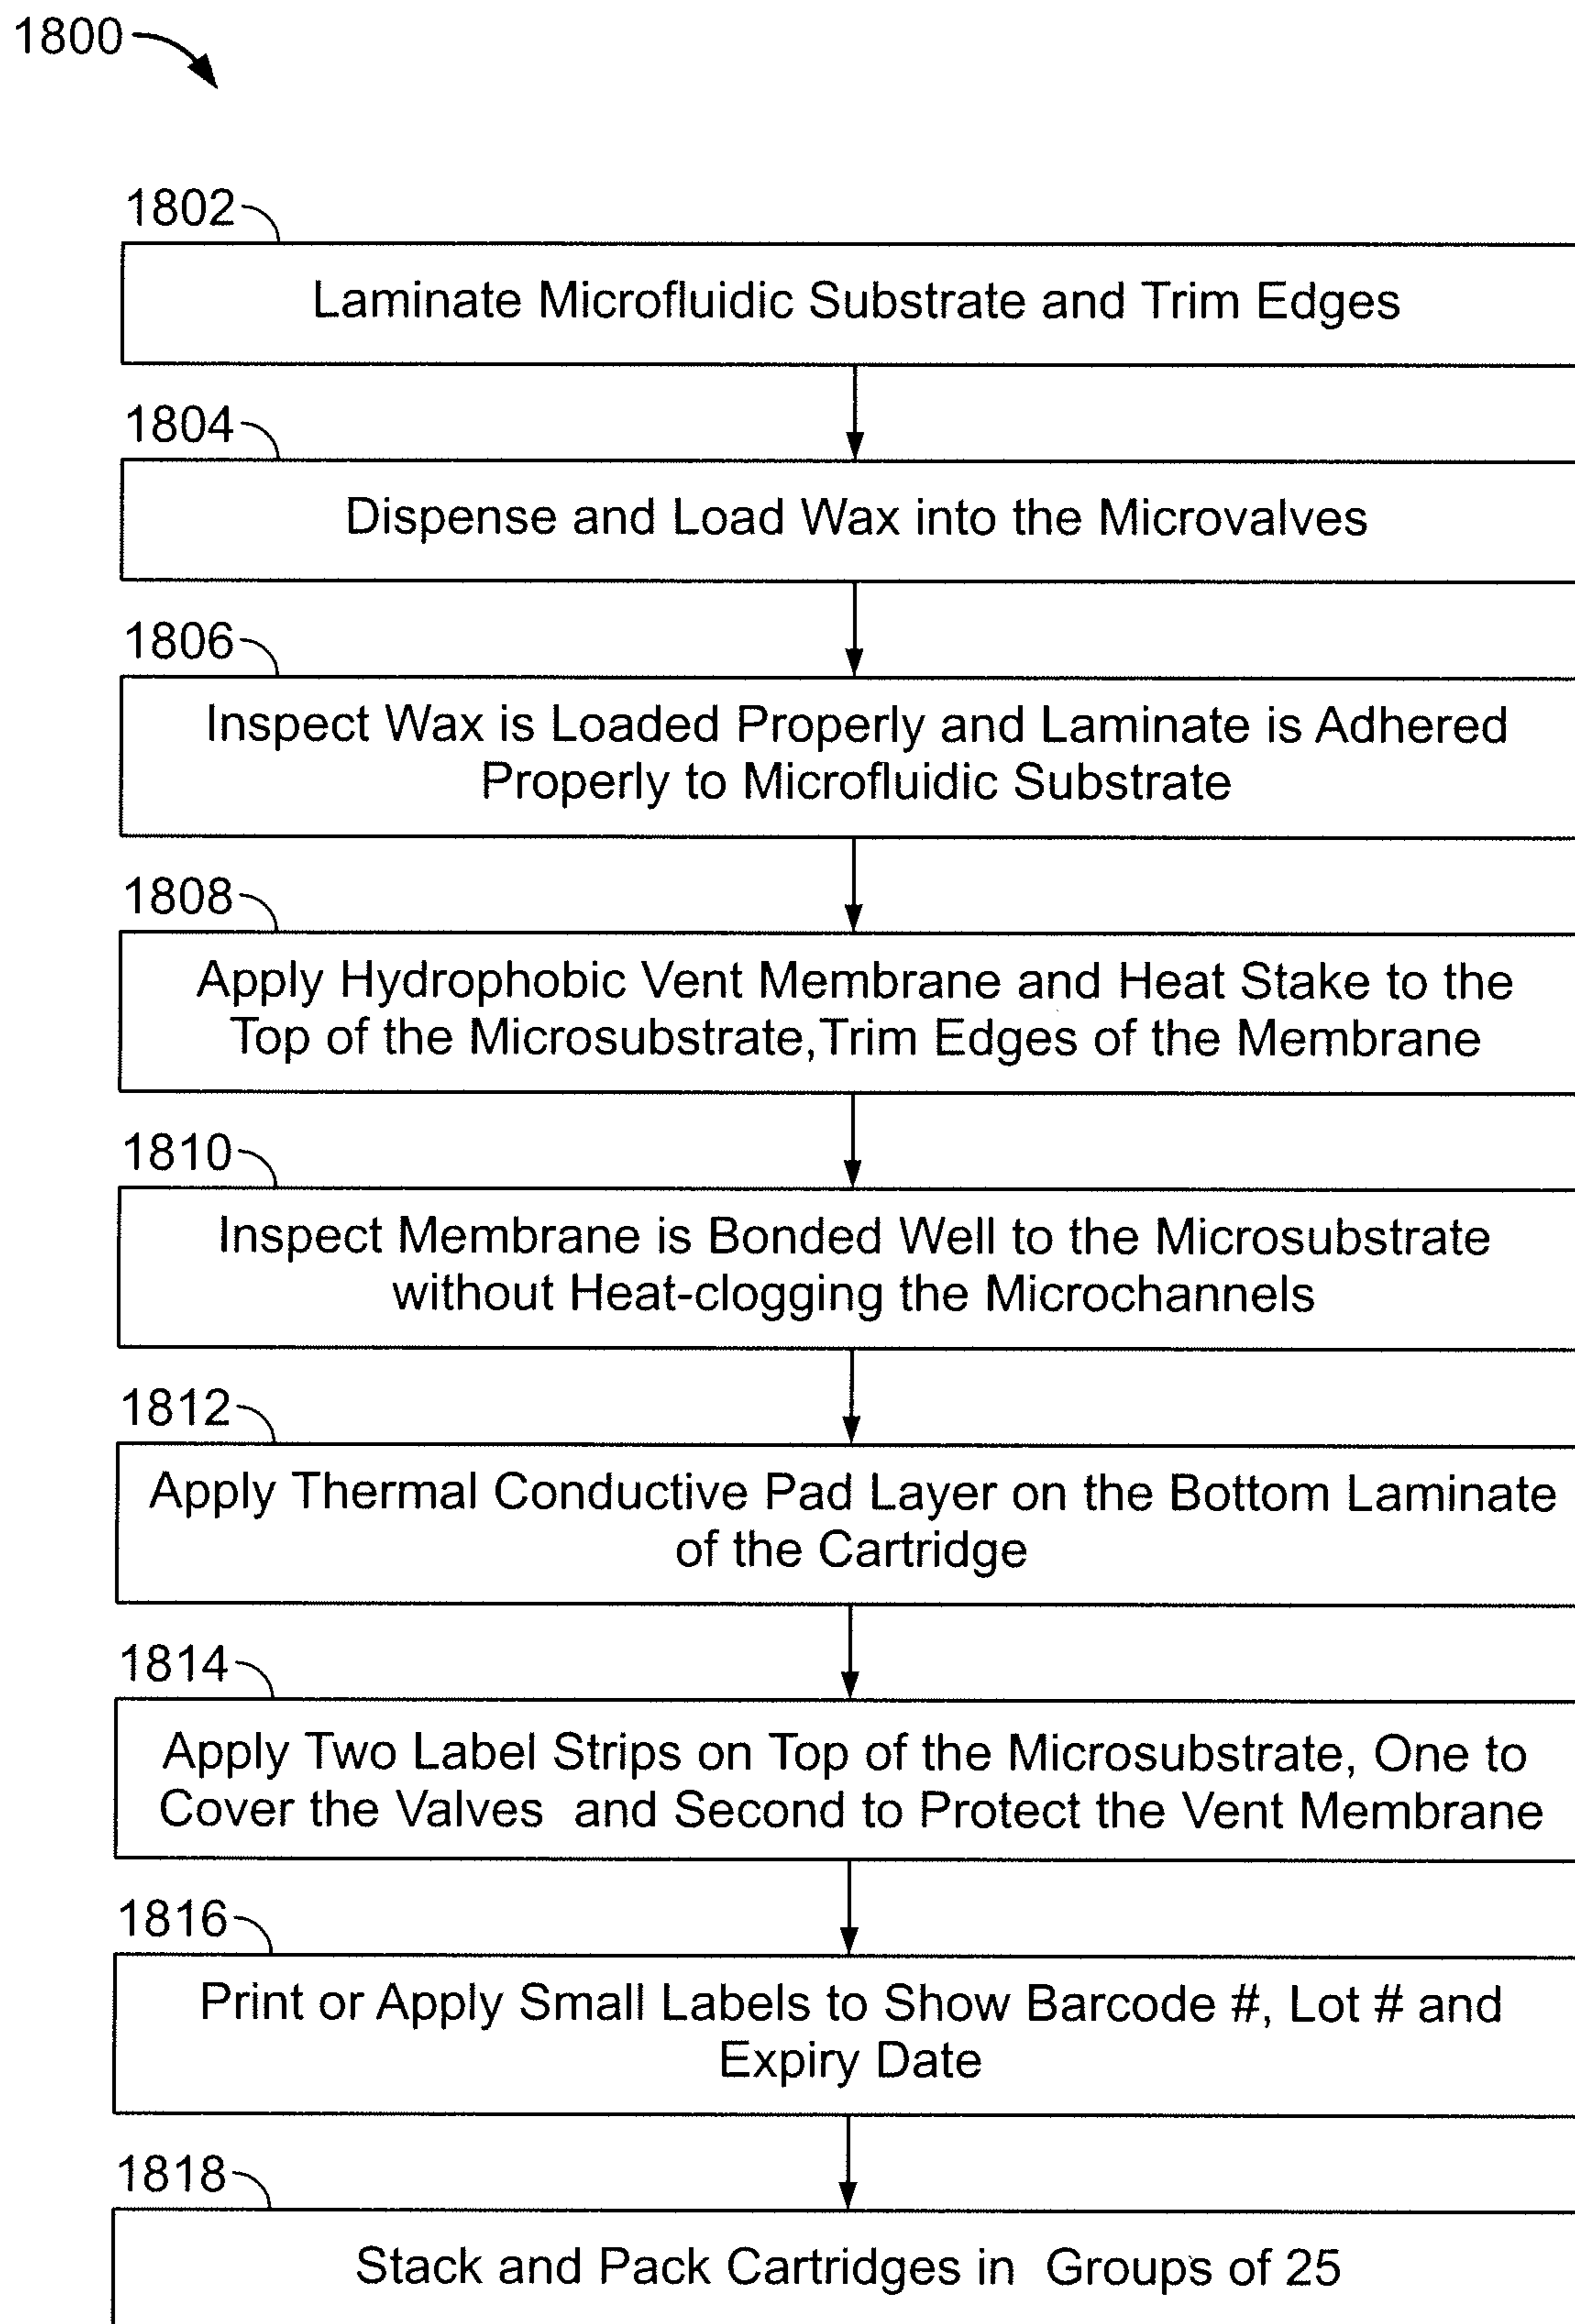 1800
1802
Laminate Microfluidic Substrate and Trim Edges
1804
Dispense and Load Wax into the Microvalves
1806
Inspect Wax is Loaded Properly and Laminate is Adhered
Properly to Microfluidic Substrate
1808
Apply Hydrophobic Vent Membrane and Heat Stake to the
Top of the Microsubstrate,Trim Edges of the Membrane
1810
Inspect Membrane is Bonded Well to the Microsubstrate
without Heat-clogging the Microchannels
1812
Apply Thermal Conductive Pad Layer on the Bottom Laminate
of the Cartridge
1814
Apply Two Label Strips on Top of the Microsubstrate, One to
Cover the Valves and Second to Protect the Vent Membrane
1816
Print or Apply Small Labels to Show Barcode #, Lot # and
Expiry Date
1818
Stack and Pack Cartridges in Groups of 25